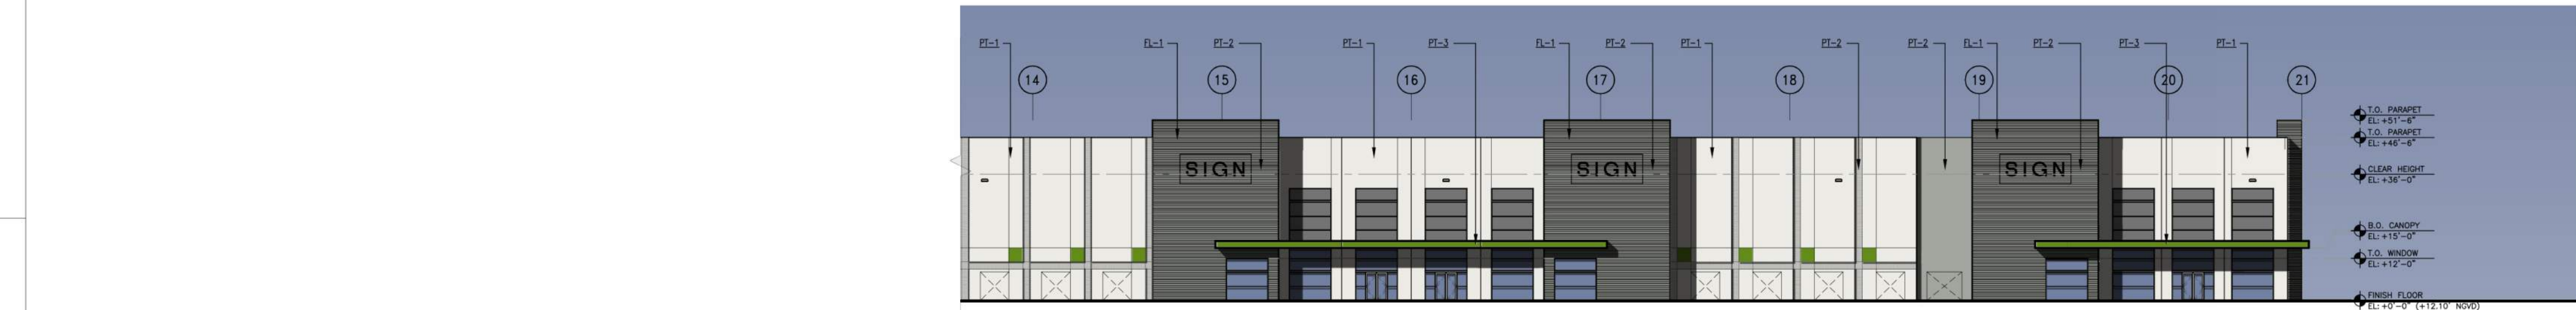 PT-1 FL-1 PT-2 PT-1 PT-3 FL-1 PT-2 PT-1 PT-2 PT-2 FL-1 PT-2 PT-3 PT-1
14 15 16 17 18 19 20 21
T.O. PARAPET
EL: +51'-6"
T.O. PARAPET
EL: +46'-6"
SIGN SIGN SIGN
CLEAR HEIGHT
EL: +36'-0"
B.O. CANOPY
EL: +15'-0"
T.O. WINDOW
EL: +12'-0"
FINISH FLOOR
EL: +0'-0" (+12.10' NGVD)